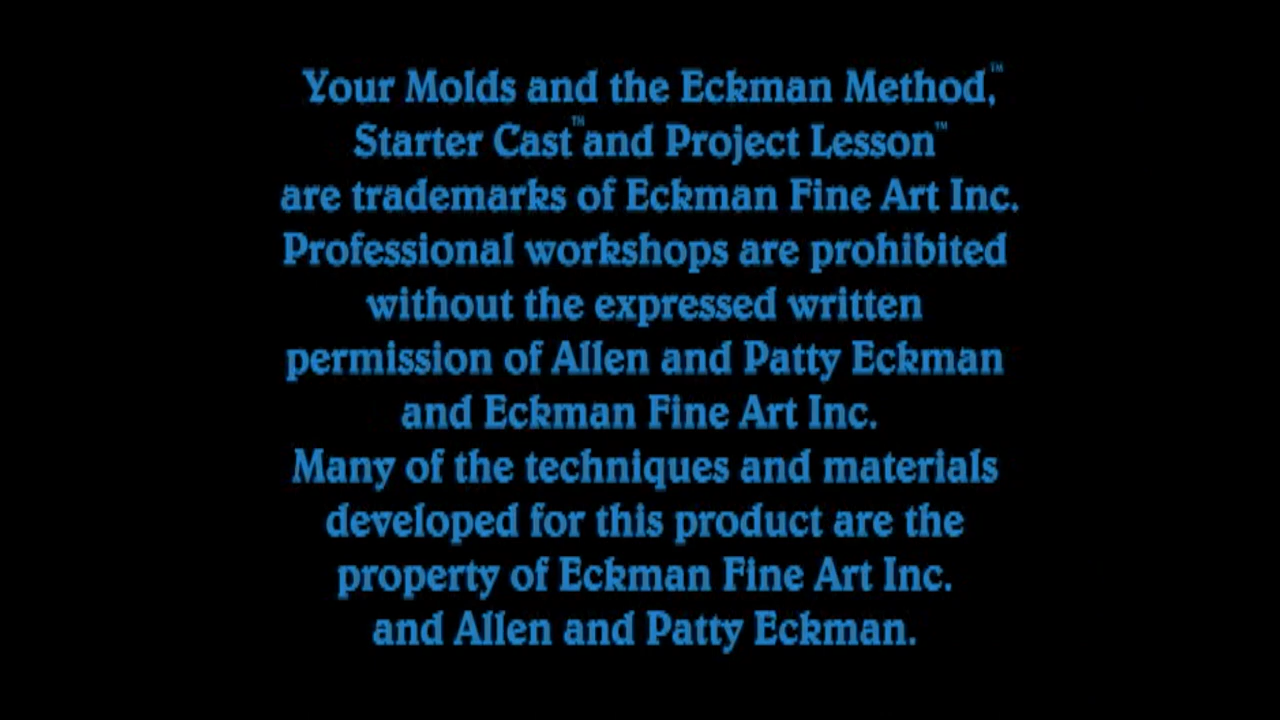 Your Molds and the Eckman Method,™
Starter Cast™ and Project Lesson™
are trademarks of Eckman Fine Art Inc.
Professional workshops are prohibited
without the expressed written
permission of Allen and Patty Eckman
and Eckman Fine Art Inc.
Many of the techniques and materials
developed for this product are the
property of Eckman Fine Art Inc.
and Allen and Patty Eckman.